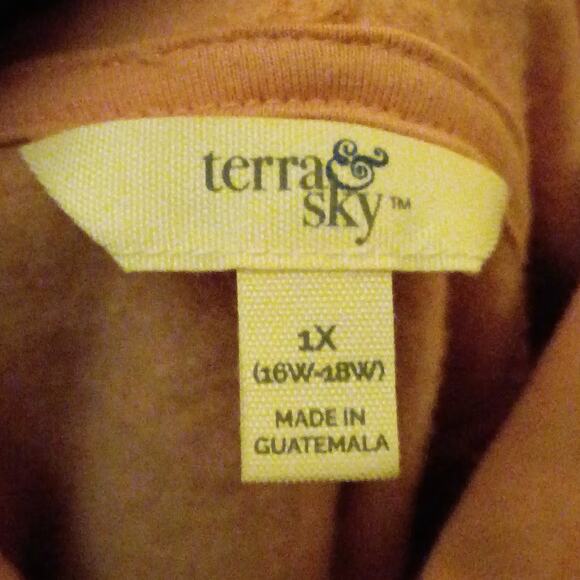 terra&
sky™
1X
(16W-18W)
MADE IN
GUATEMALA